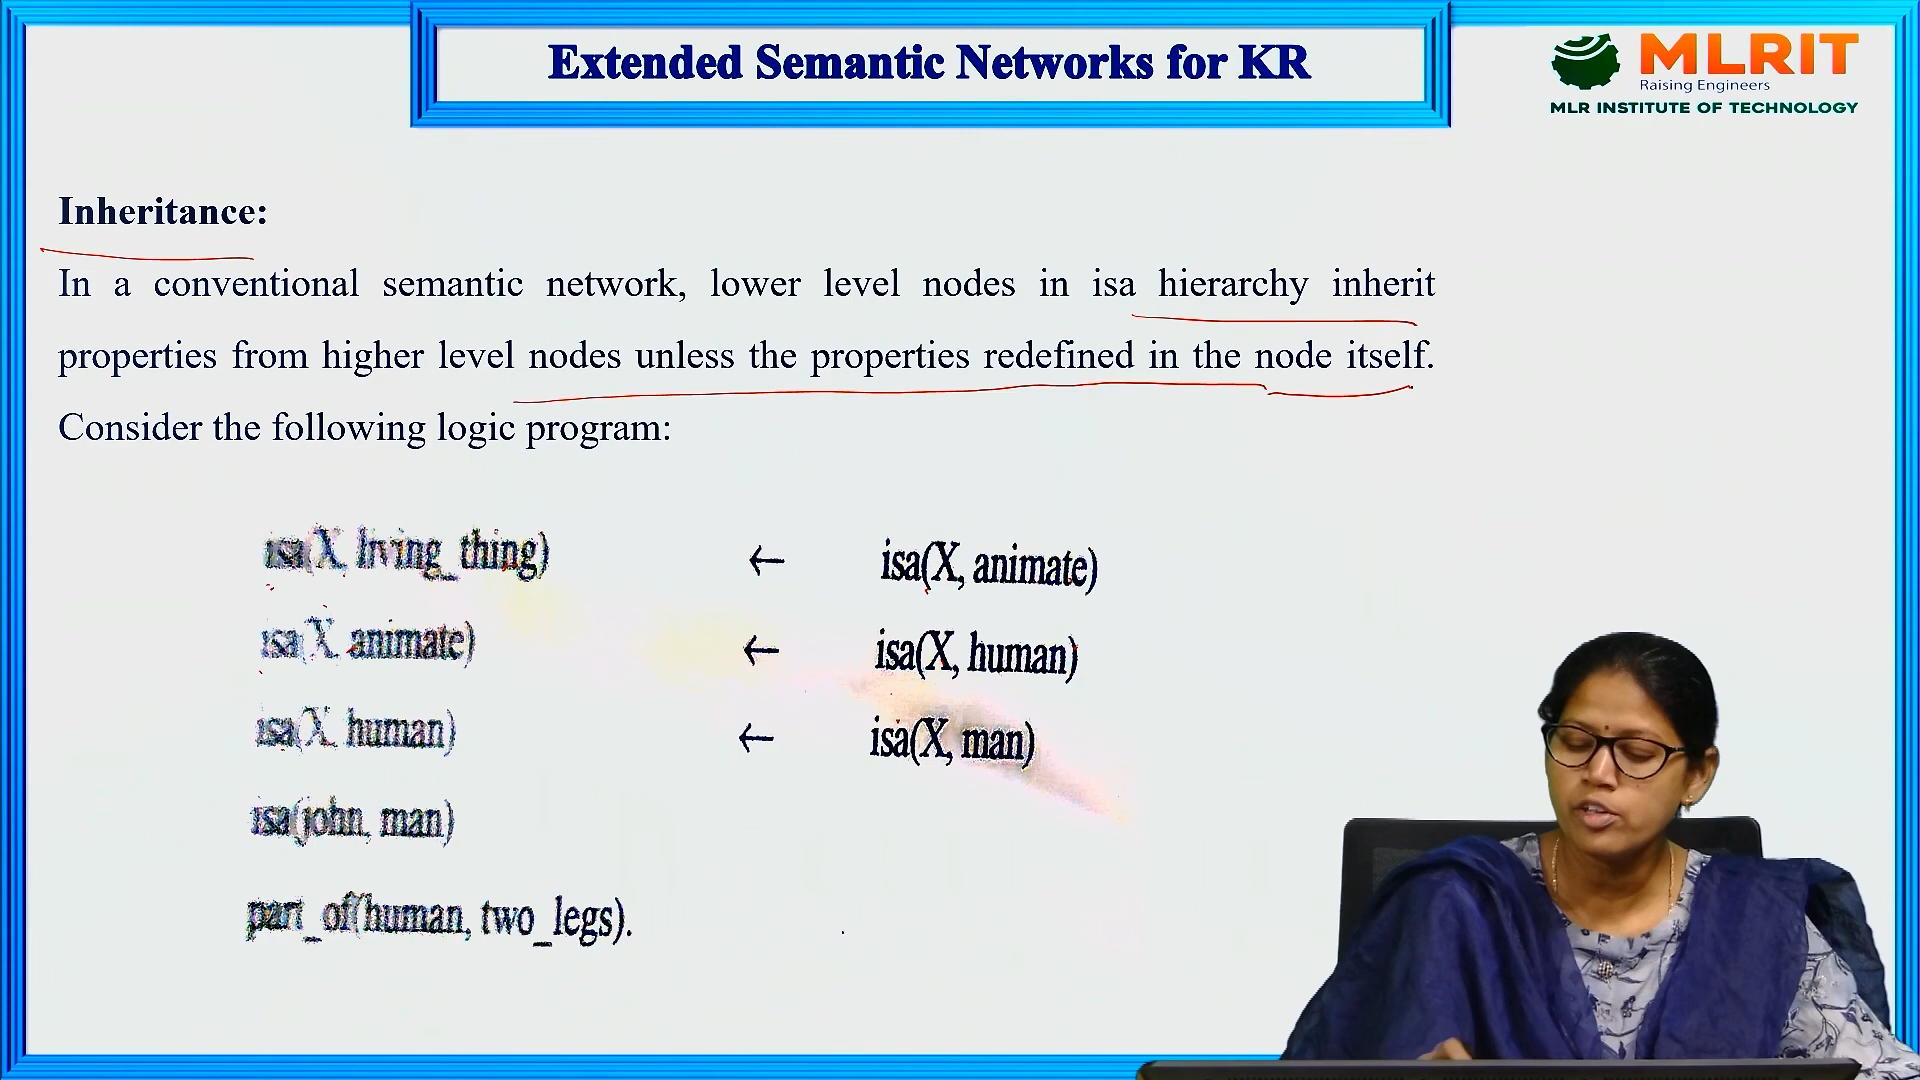 Extended Semantic Networks for KR
MLRIT
Raising Engineers
MLR INSTITUTE OF TECHNOLOGY
Inheritance:
In a conventional semantic network, lower level nodes in isa hierarchy inherit
properties from higher level nodes unless the properties redefined in the node itself.
Consider the following logic program:
isa(X, living_thing) ← isa(X, animate)
isa(X, animate) ← isa(X, human)
isa(X, human) ← isa(X, man)
isa(john, man)
part_of(human, two_legs).